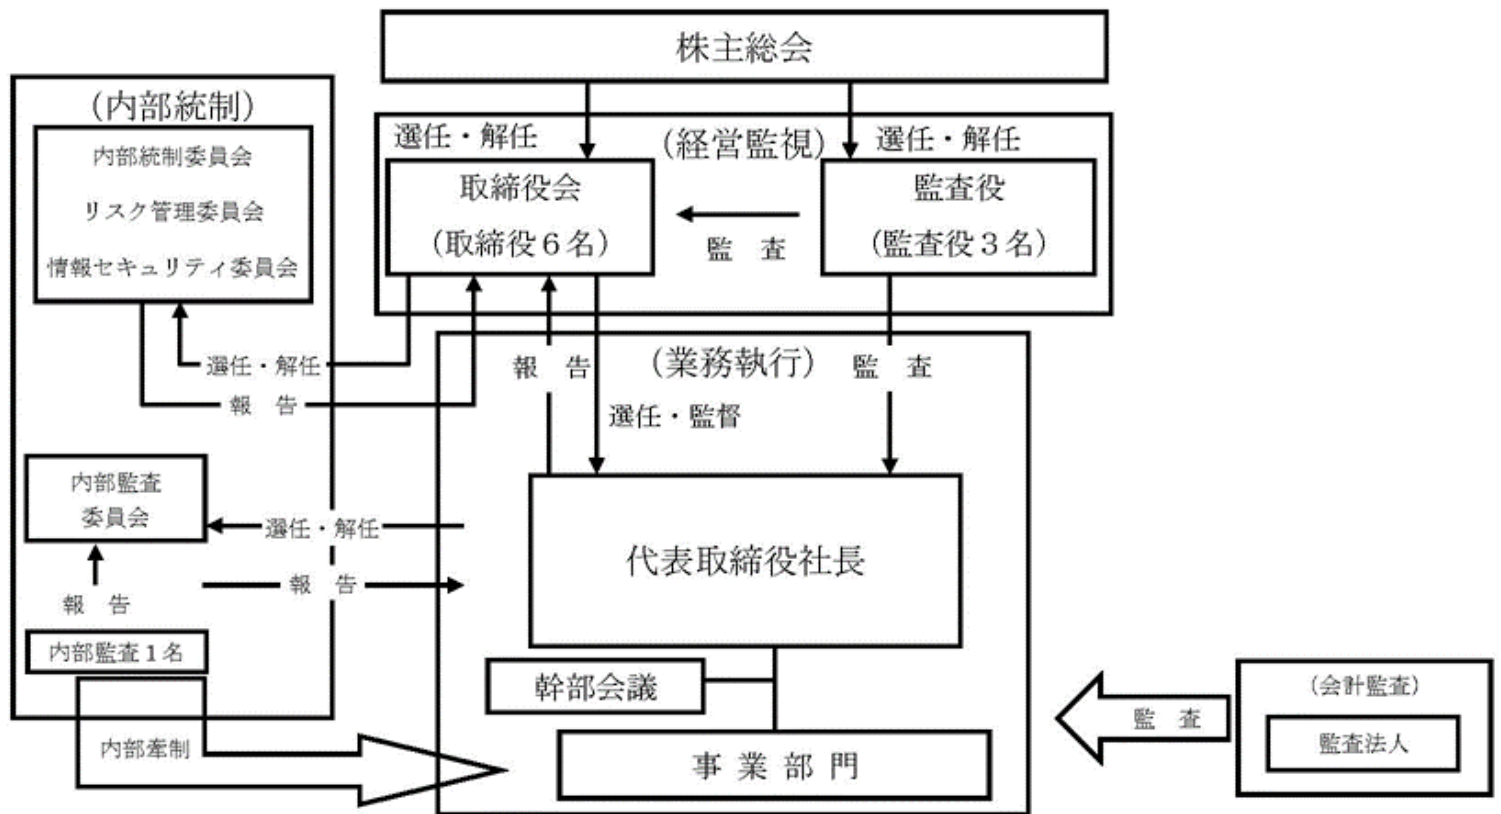 株主総会
（内部統制）
内部統制委員会
リスク管理委員会
情報セキュリティ委員会
選任・解任
（経営監視）
選任・解任
取締役会
（取締役６名）
監　査
監査役
（監査役３名）
選任・解任
報　告
報　告
（業務執行）
監　査
選任・監督
内部監査
委員会
選任・解任
報　告
報　告
内部監査１名
内部牽制
代表取締役社長
幹部会議
事 業 部 門
監　査
（会計監査）
監査法人